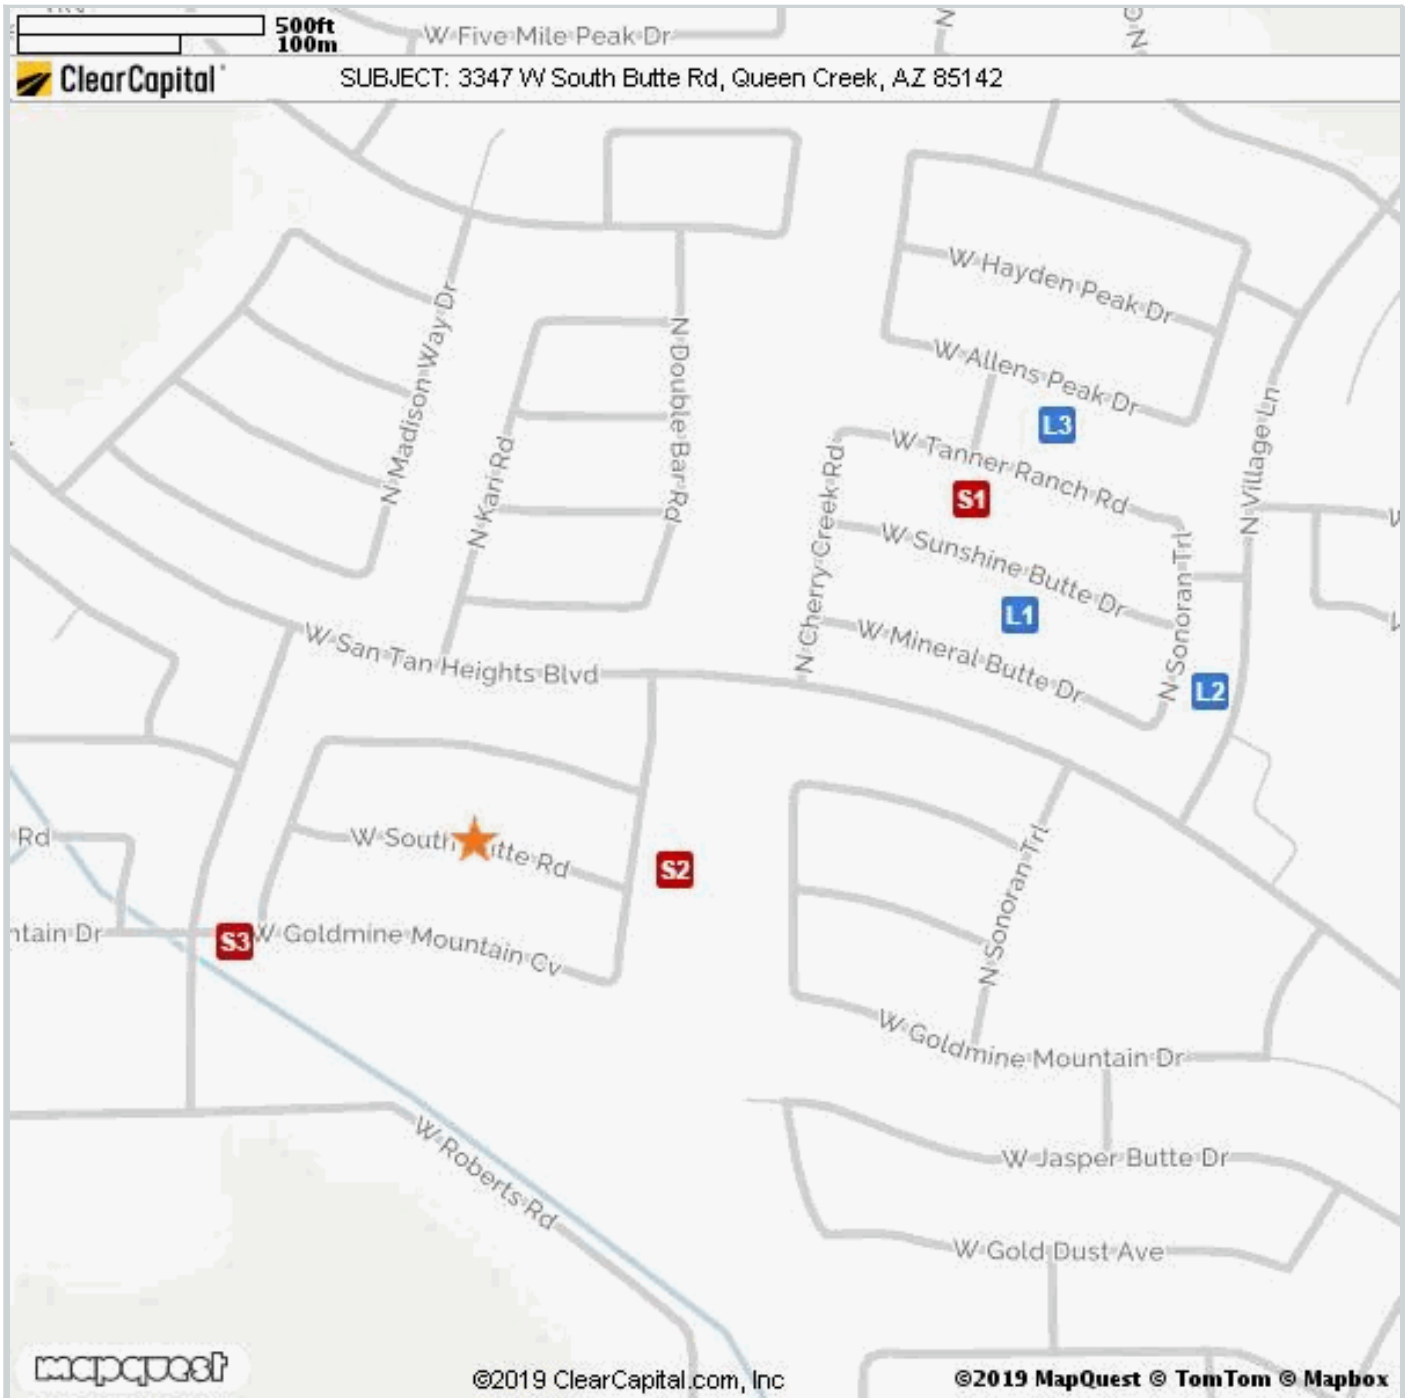 500ft
100m
W Five Mile Peak Dr
N
ClearCapital
SUBJECT: 3347 W South Butte Rd, Queen Creek, AZ 85142
W Hayden Peak Dr
N Madison Way Dr
N Double Bar Rd
W Allens Peak Dr
L3
N Village Ln
N Kari Rd
W Tanner Ranch Rd
S1
N Cherry Creek Rd
W Sunshine Butte Dr
N Sonoran Trl
L1
W San Tan Heights Blvd
W Mineral Butte Dr
L2
Rd
W South
tte Rd
S2
N Sonoran Trl
ntain Dr
S3
W Goldmine Mountain Cv
W Goldmine Mountain Dr
W Roberts Rd
W Jasper Butte Dr
W Gold Dust Ave
mapquest
©2019 ClearCapital.com, Inc
©2019 MapQuest © TomTom © Mapbox